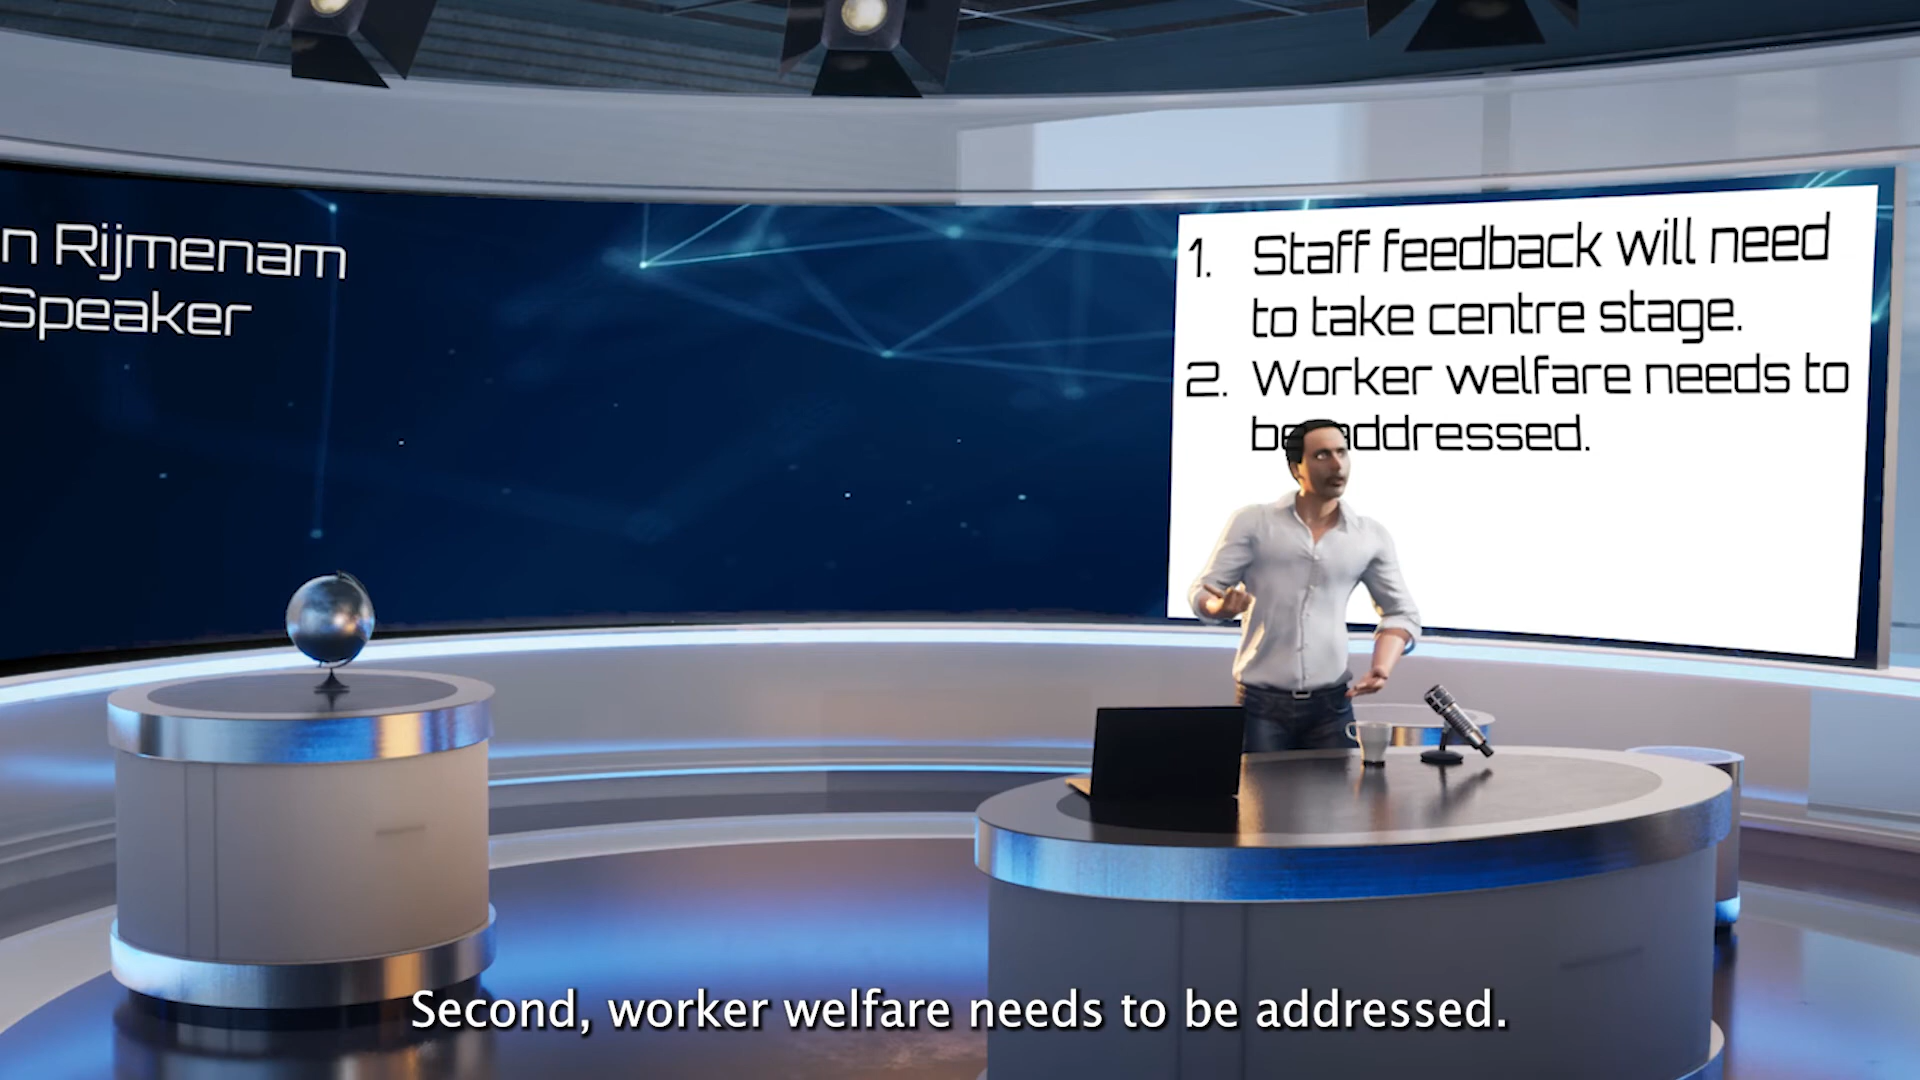 n Rijmenam
Speaker
1. Staff feedback will need
to take centre stage.
2. Worker welfare needs to
be addressed.
Second, worker welfare needs to be addressed.